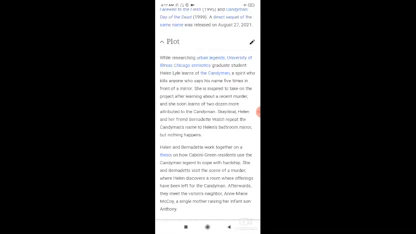 Farewell to the Flesh (1995) and Candyman:
Day of the Dead (1999). A direct sequel of the
same name was released on August 27, 2021.
Plot
While researching urban legends, University of
Illinois Chicago semiotics graduate student
Helen Lyle learns of the Candyman, a spirit who
kills anyone who says his name five times in
front of a mirror. She is inspired to take on the
project after learning about a recent murder,
and she soon learns of two dozen more
attributed to the Candyman. Skeptical, Helen
and her friend Bernadette Walsh repeat the
Candyman's name to Helen's bathroom mirror,
but nothing happens.
Helen and Bernadette work together on a
thesis on how Cabrini-Green residents use the
Candyman legend to cope with hardship. She
and Bernadette visit the scene of a murder,
where Helen discovers a room where offerings
have been left for the Candyman. Afterwards,
they meet the victim's neighbor, Anne-Marie
McCoy, a single mother raising her infant son
Anthony.